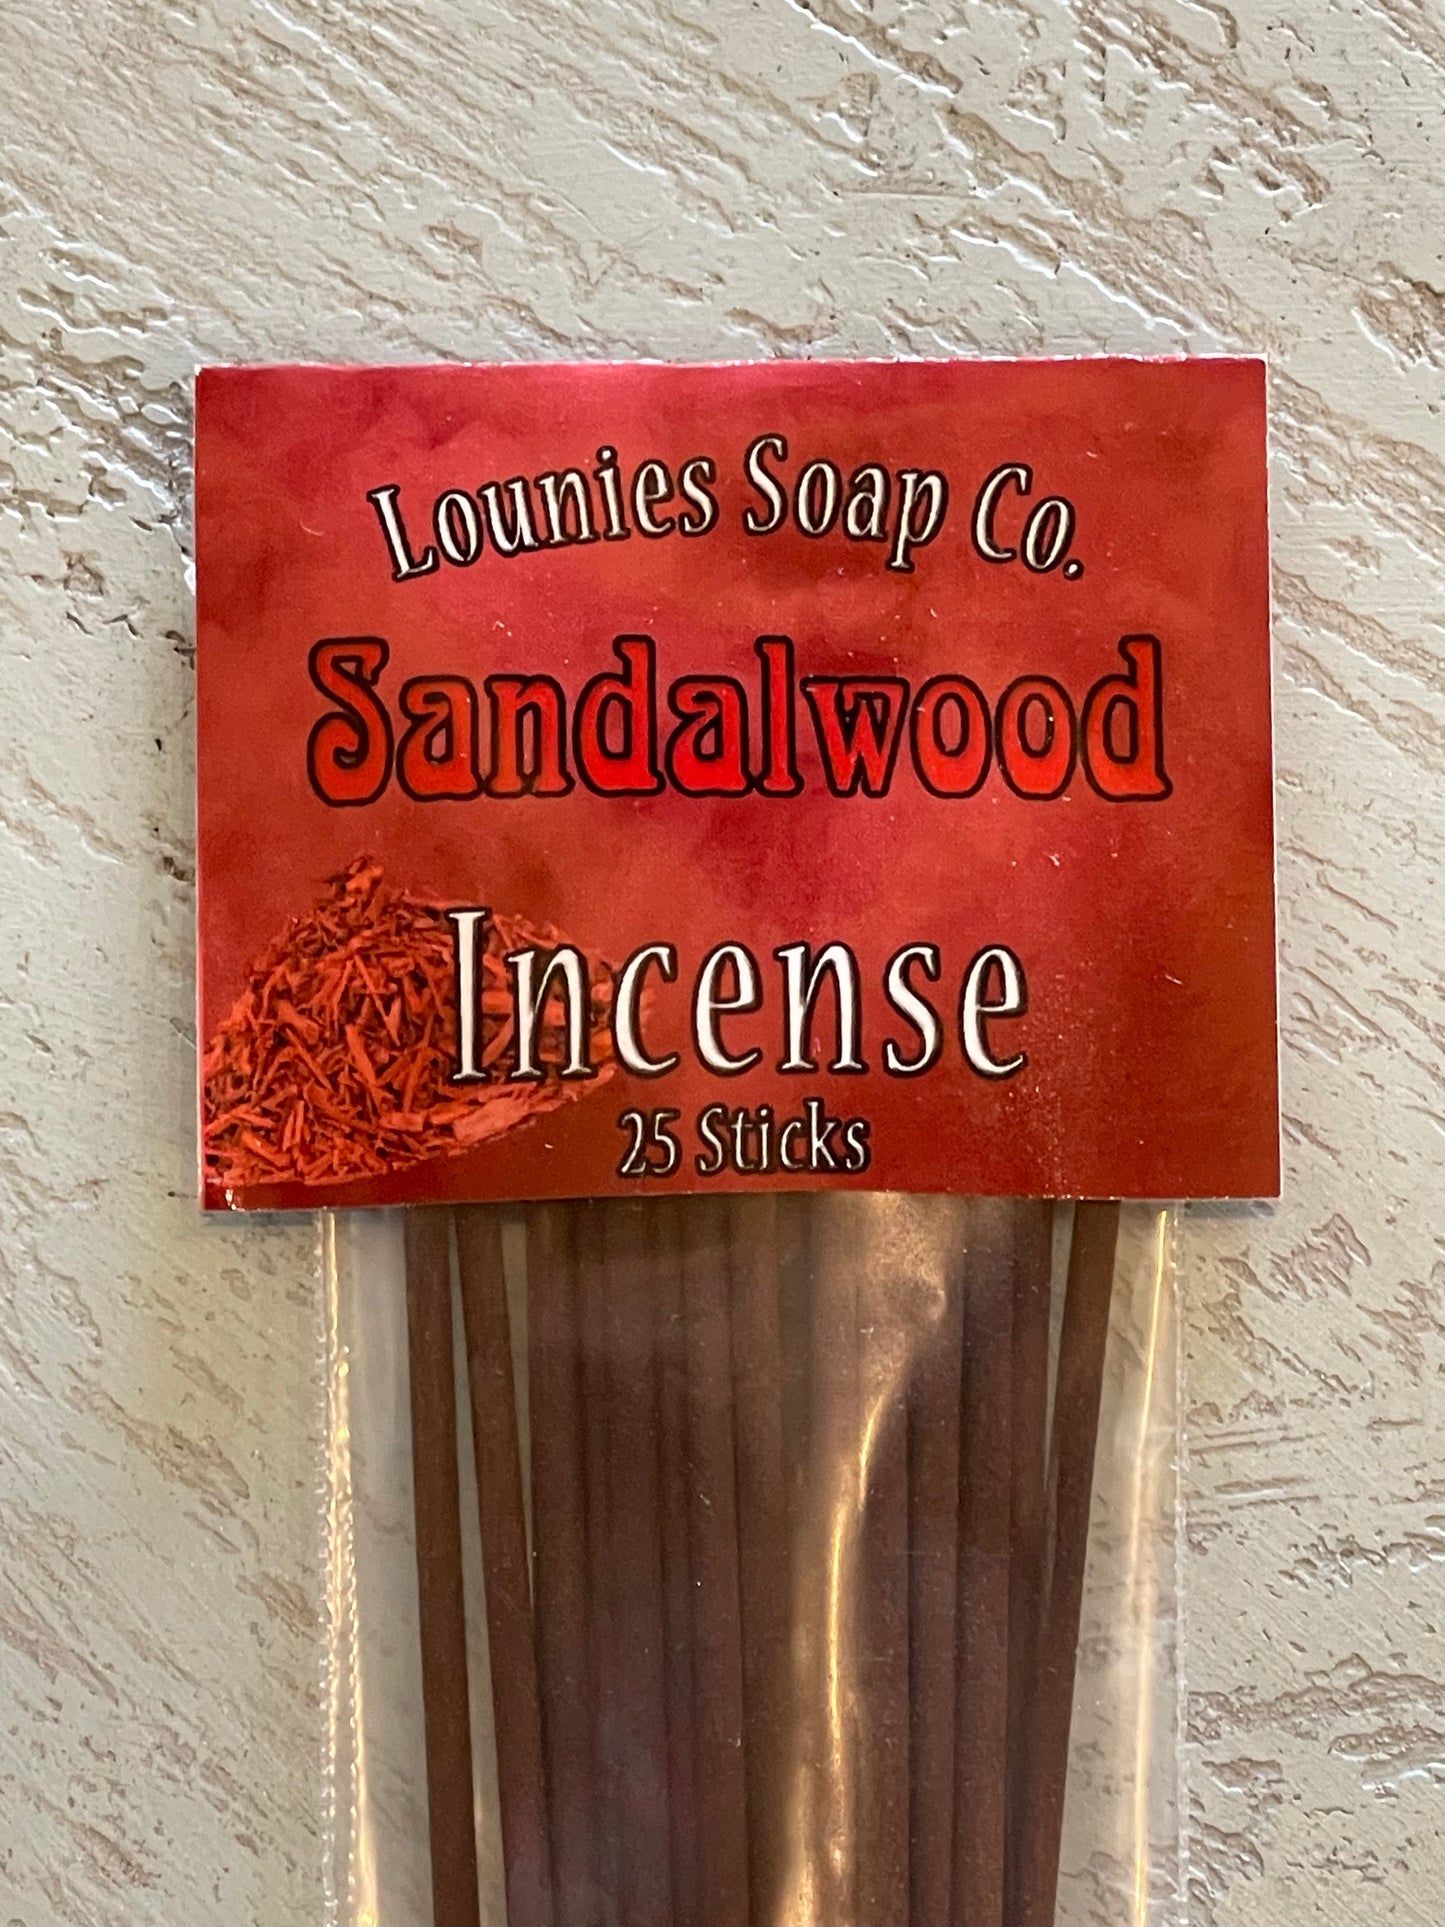 Lounies Soap Co.
Sandalwood
Incense
25 Sticks